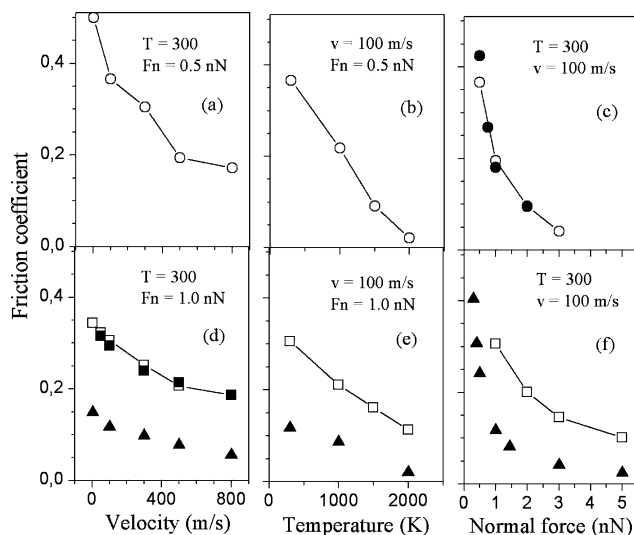 Friction coefficient
0,4
0,2
0,0
T = 300
Fn = 0.5 nN
(a)
v = 100 m/s
Fn = 0.5 nN
(b)
T = 300
v = 100 m/s
(c)
0,4
0,2
0,0
T = 300
Fn = 1.0 nN
(d)
v = 100 m/s
Fn = 1.0 nN
(e)
T = 300
v = 100 m/s
(f)
0 400 800
0 1000 2000
0 1 2 3 4 5
Velocity (m/s)
Temperature (K)
Normal force (nN)